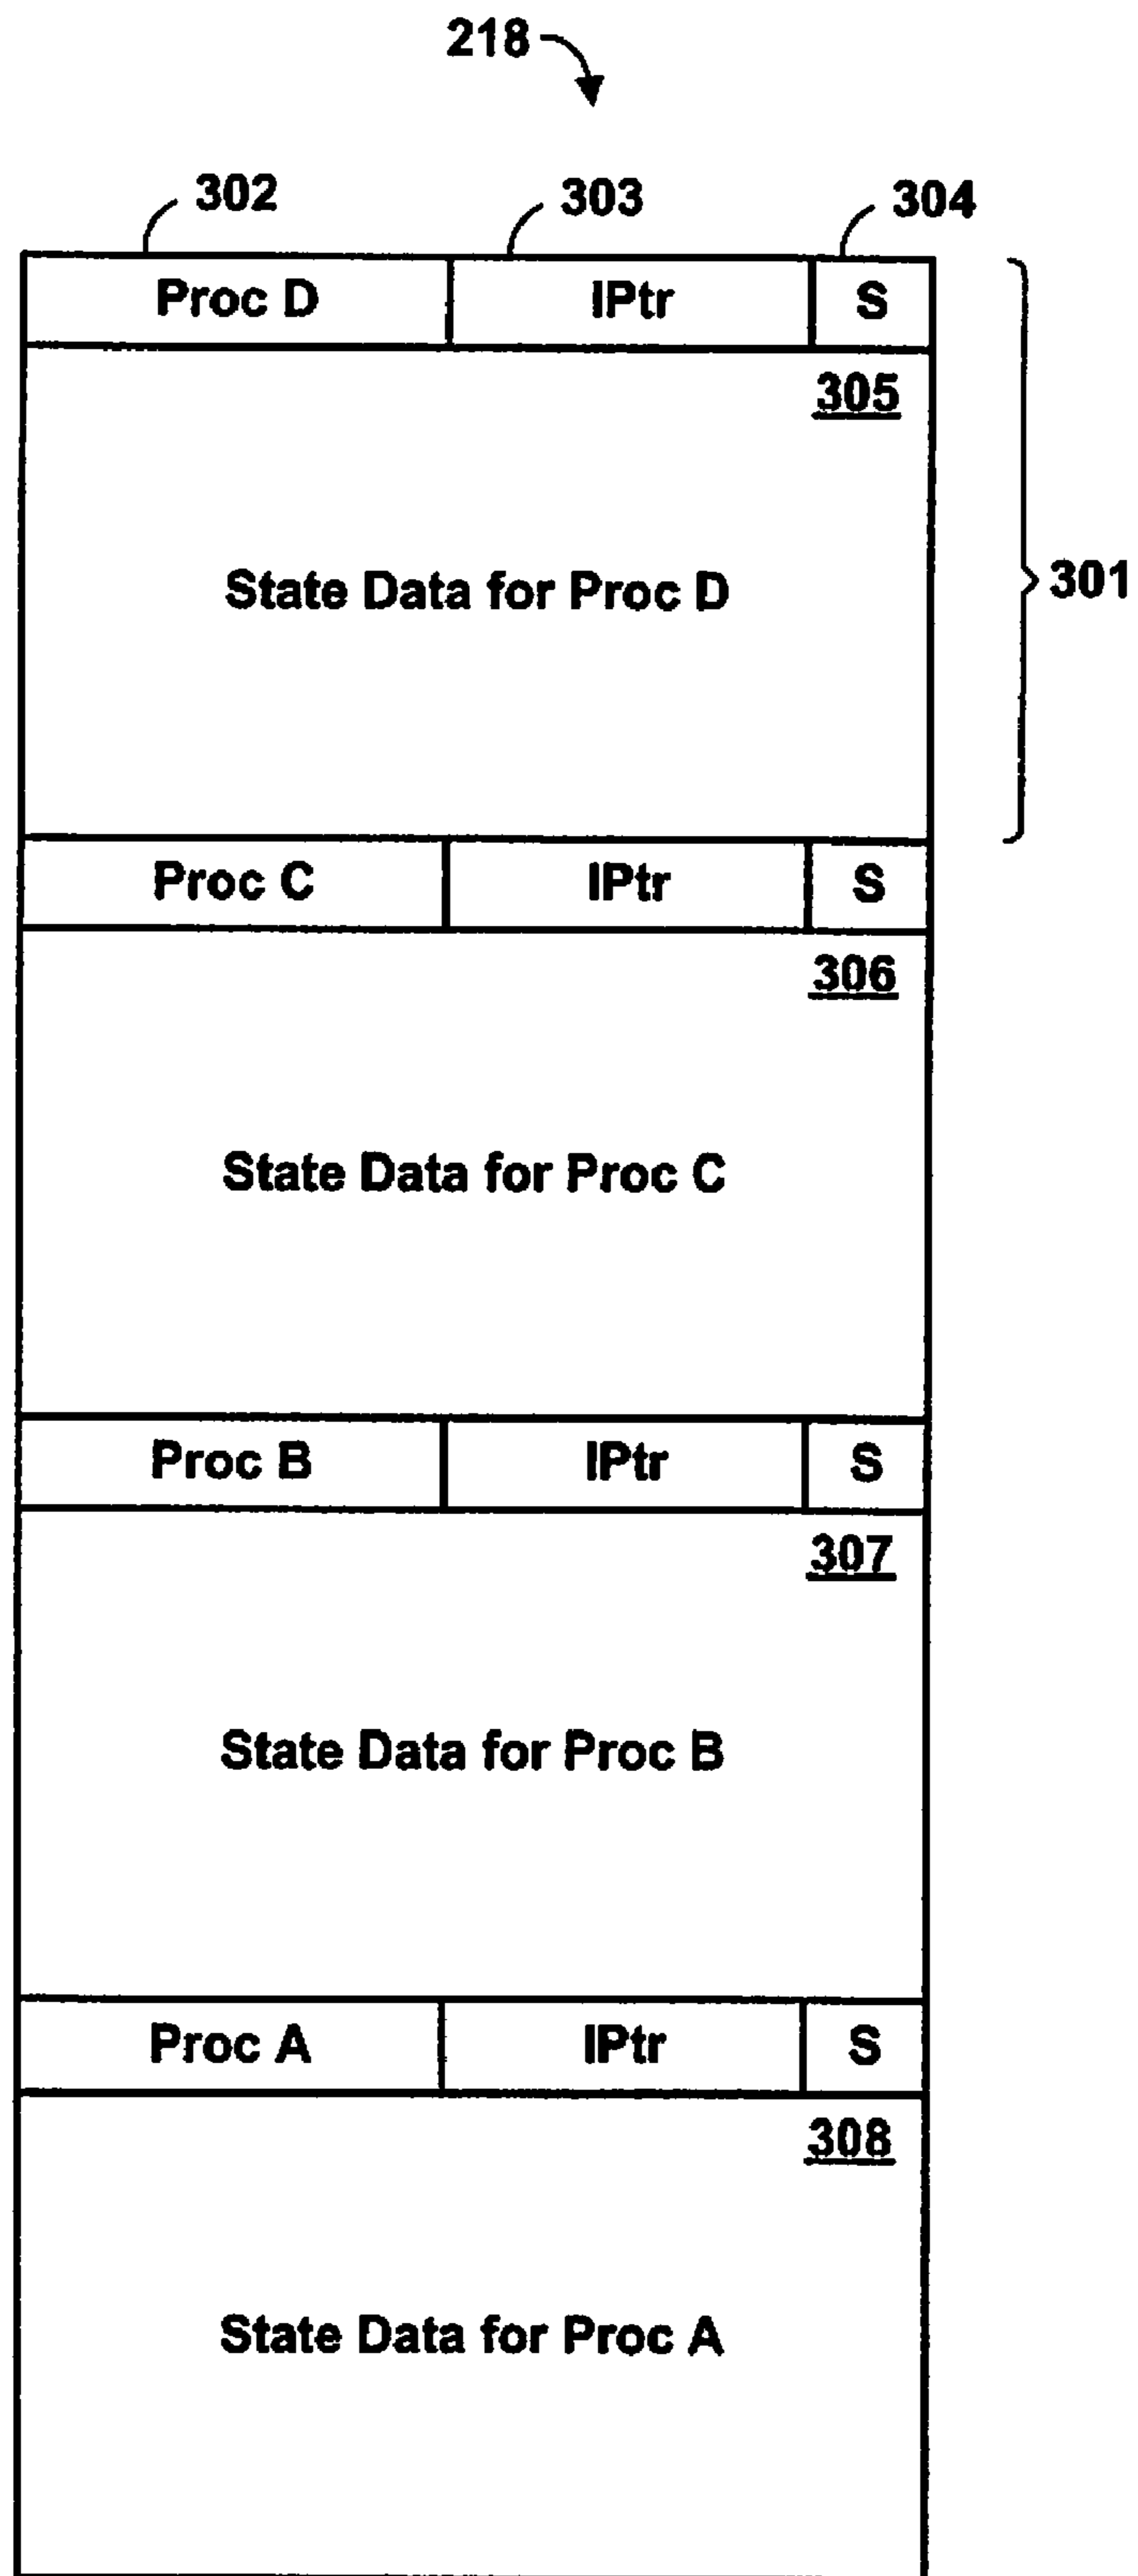 218
302 303 304
Proc D IPtr S
305
State Data for Proc D
301
Proc C IPtr S
306
State Data for Proc C
Proc B IPtr S
307
State Data for Proc B
Proc A IPtr S
308
State Data for Proc A